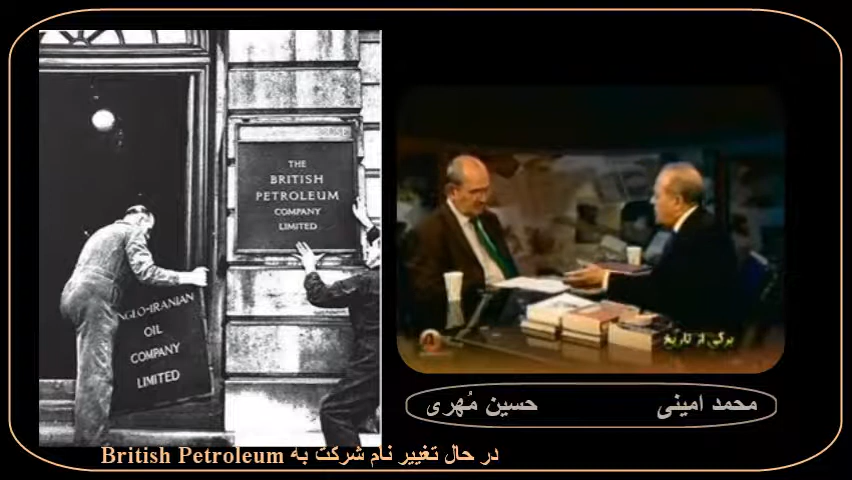 THE
BRITISH
PETROLEUM
COMPANY
LIMITED
ANGLO-IRANIAN
OIL
COMPANY
LIMITED
برگی از تاریخ
محمد امینی
حسین مُهری
در حال تغییر نام شرکت به British Petroleum